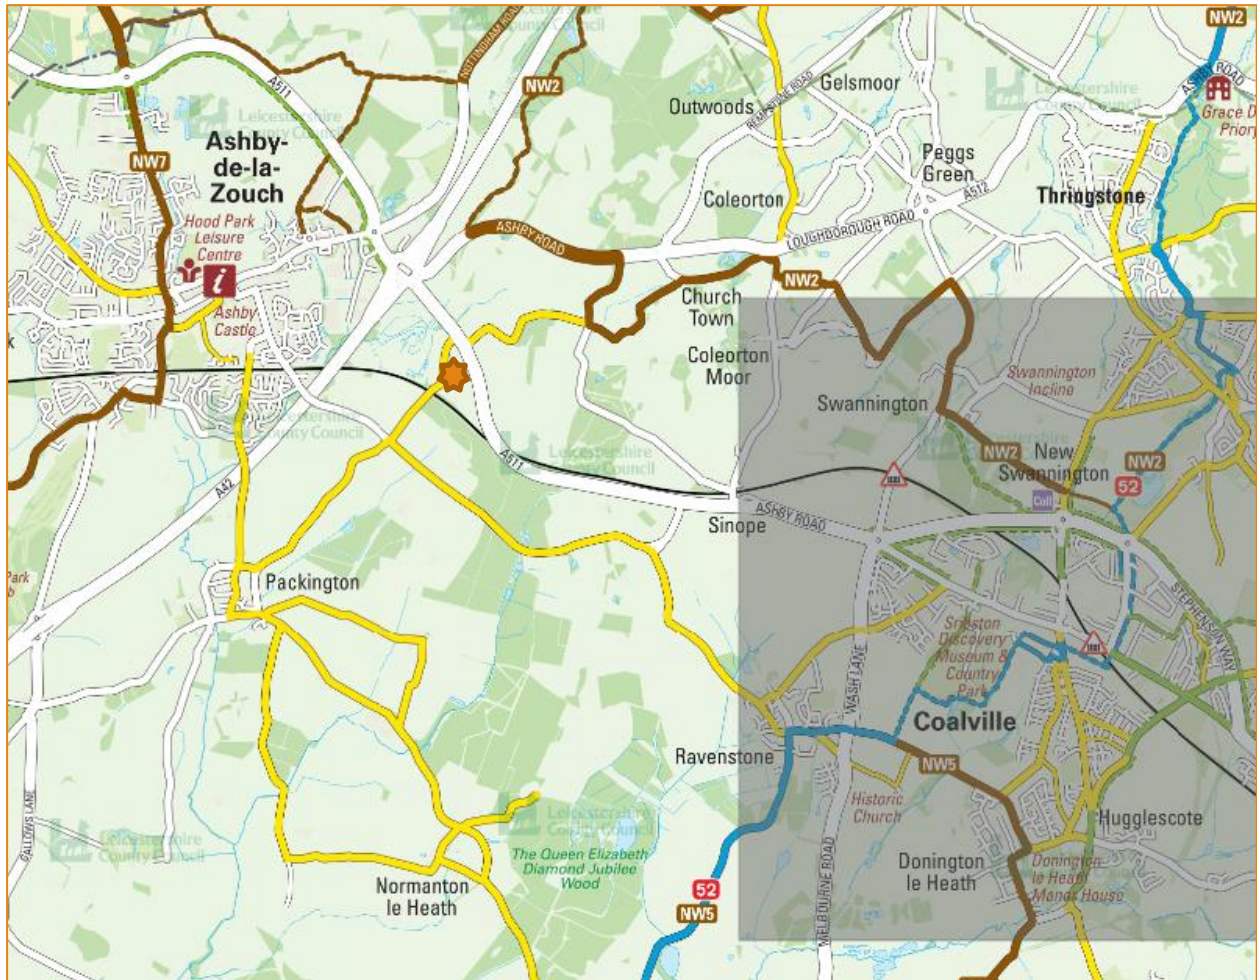 NOTTINGHAM ROAD
NW2
A511
Ashby-
de-la-
Zouch
NW7
Hood Park
Leisure
Centre
i
Ashby
Castle
NW2
ASHBY ROAD
Outwoods
Gelsmoor
REMPSTONE ROAD
Peggs
Green
Coleorton
A512
LOUGHBOROUGH ROAD
Thringstone
NW2
ASHBY ROAD
Grace D
Priory
Church
Town
NW2
Coleorton
Moor
Swannington
Swannington
Incline
NW2
New
Swannington
NW2
52
Coll
A511
A42
Sinope
ASHBY ROAD
Packington
Park
STEPHENSON WAY
Snibston
Discovery
Museum &
Country
Park
WASH LANE
Coalville
Ravenstone
NW5
Historic
Church
Hugglescote
Donington
le Heath
Donington
le Heath
Manor House
MELBOURNE ROAD
GALLOWS LANE
The Queen Elizabeth
Diamond Jubilee
Wood
Normanton
le Heath
52
NW5
Leicestershire
County Council
Leicestershire
County Council
Leicestershire
County Council
Leicestershire
County Council
Leicestershire
County Council